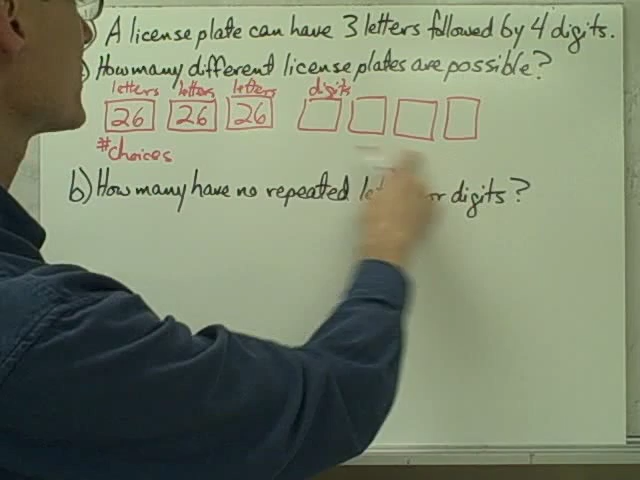 A license plate can have 3 letters followed by 4 digits.
) How many different license plates are possible?
letters letters letters digits
26 26 26
# choices
b) How many have no repeated or digits?